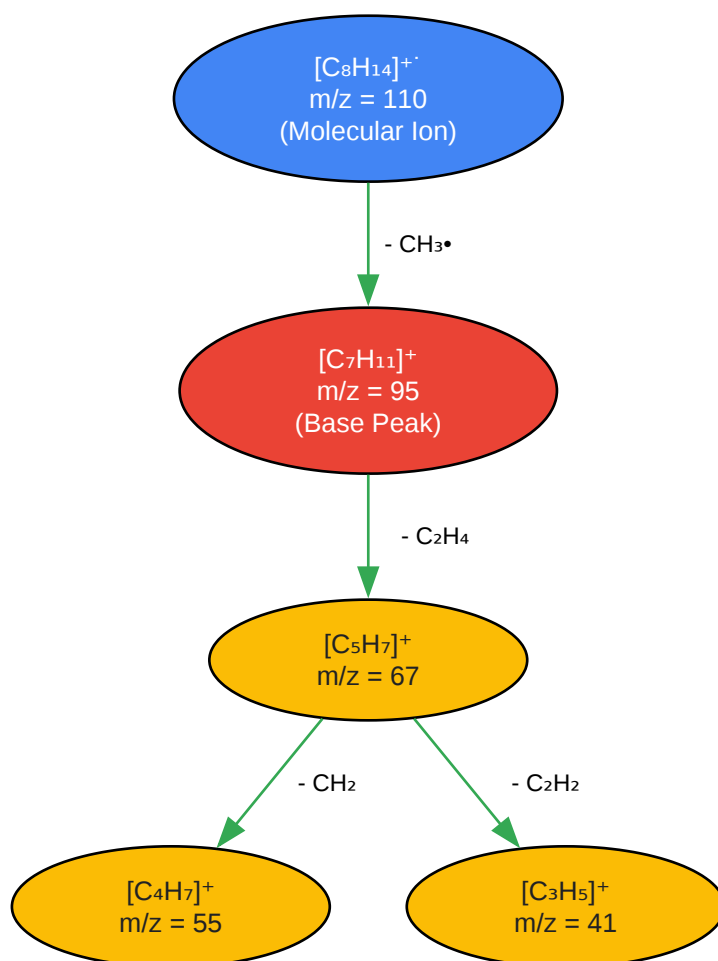 [C₈H₁₄]⁺˙
m/z = 110
(Molecular Ion)
- CH₃•
[C₇H₁₁]⁺
m/z = 95
(Base Peak)
- C₂H₄
[C₅H₇]⁺
m/z = 67
- CH₂
- C₂H₂
[C₄H₇]⁺
m/z = 55
[C₃H₅]⁺
m/z = 41